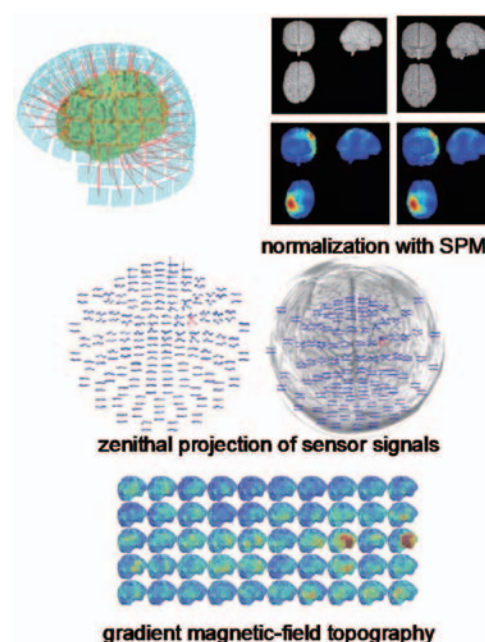 normalization with SPM
zenithal projection of sensor signals
gradient magnetic-field topography